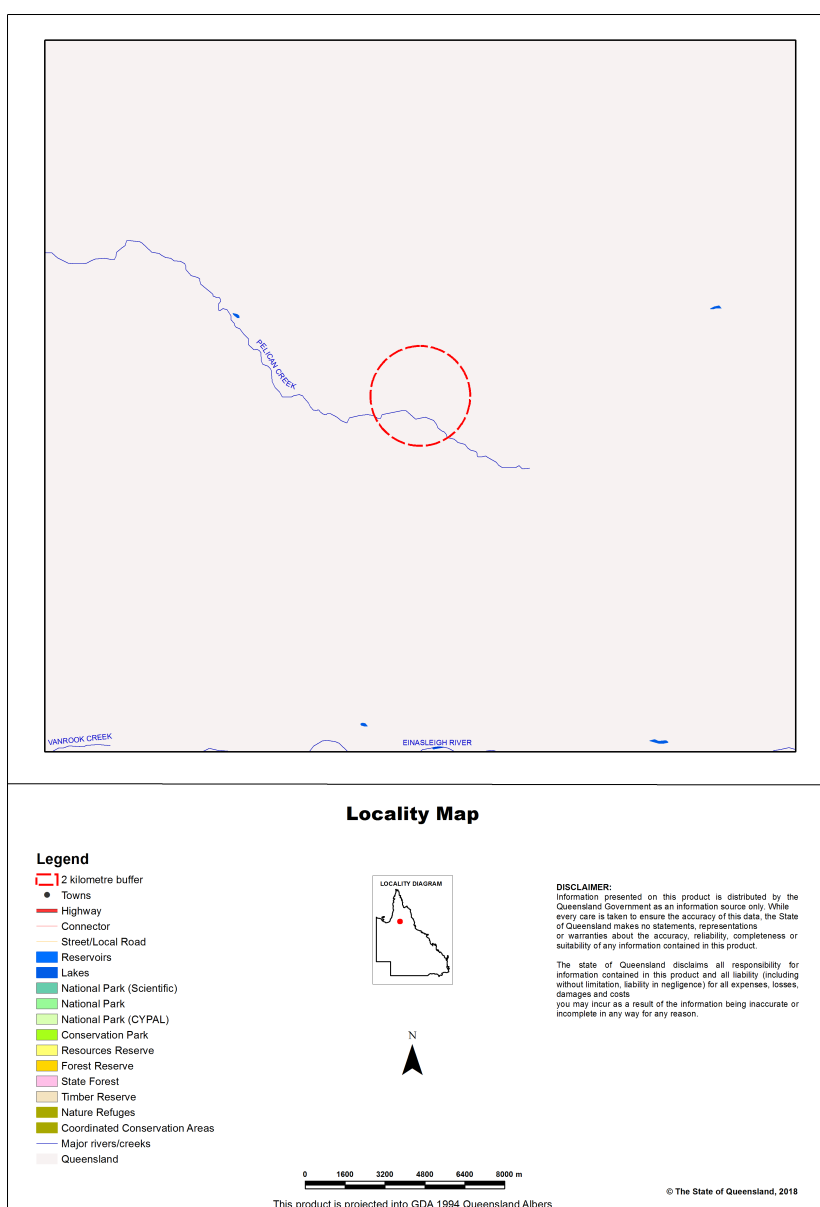 PELICAN CREEK
VANROOK CREEK
EINASLEIGH RIVER
Locality Map
Legend
2 kilometre buffer
Towns
Highway
Connector
Street/Local Road
Reservoirs
Lakes
National Park (Scientific)
National Park
National Park (CYPAL)
Conservation Park
Resources Reserve
Forest Reserve
State Forest
Timber Reserve
Nature Refuges
Coordinated Conservation Areas
Major rivers/creeks
Queensland
LOCALITY DIAGRAM
N
0 1600 3200 4800 6400 8000 m
This product is projected into GDA 1994 Queensland Albers
DISCLAIMER:
Information presented on this product is distributed by the
Queensland Government as an information source only. While
every care is taken to ensure the accuracy of this data, the State
of Queensland makes no statements, representations
or warranties about the accuracy, reliability, completeness or
suitability of any information contained in this product.
The state of Queensland disclaims all responsibility for
information contained in this product and all liability (including
without limitation, liability in negligence) for all expenses, losses,
damages and costs
you may incur as a result of the information being inaccurate or
incomplete in any way for any reason.
© The State of Queensland, 2018